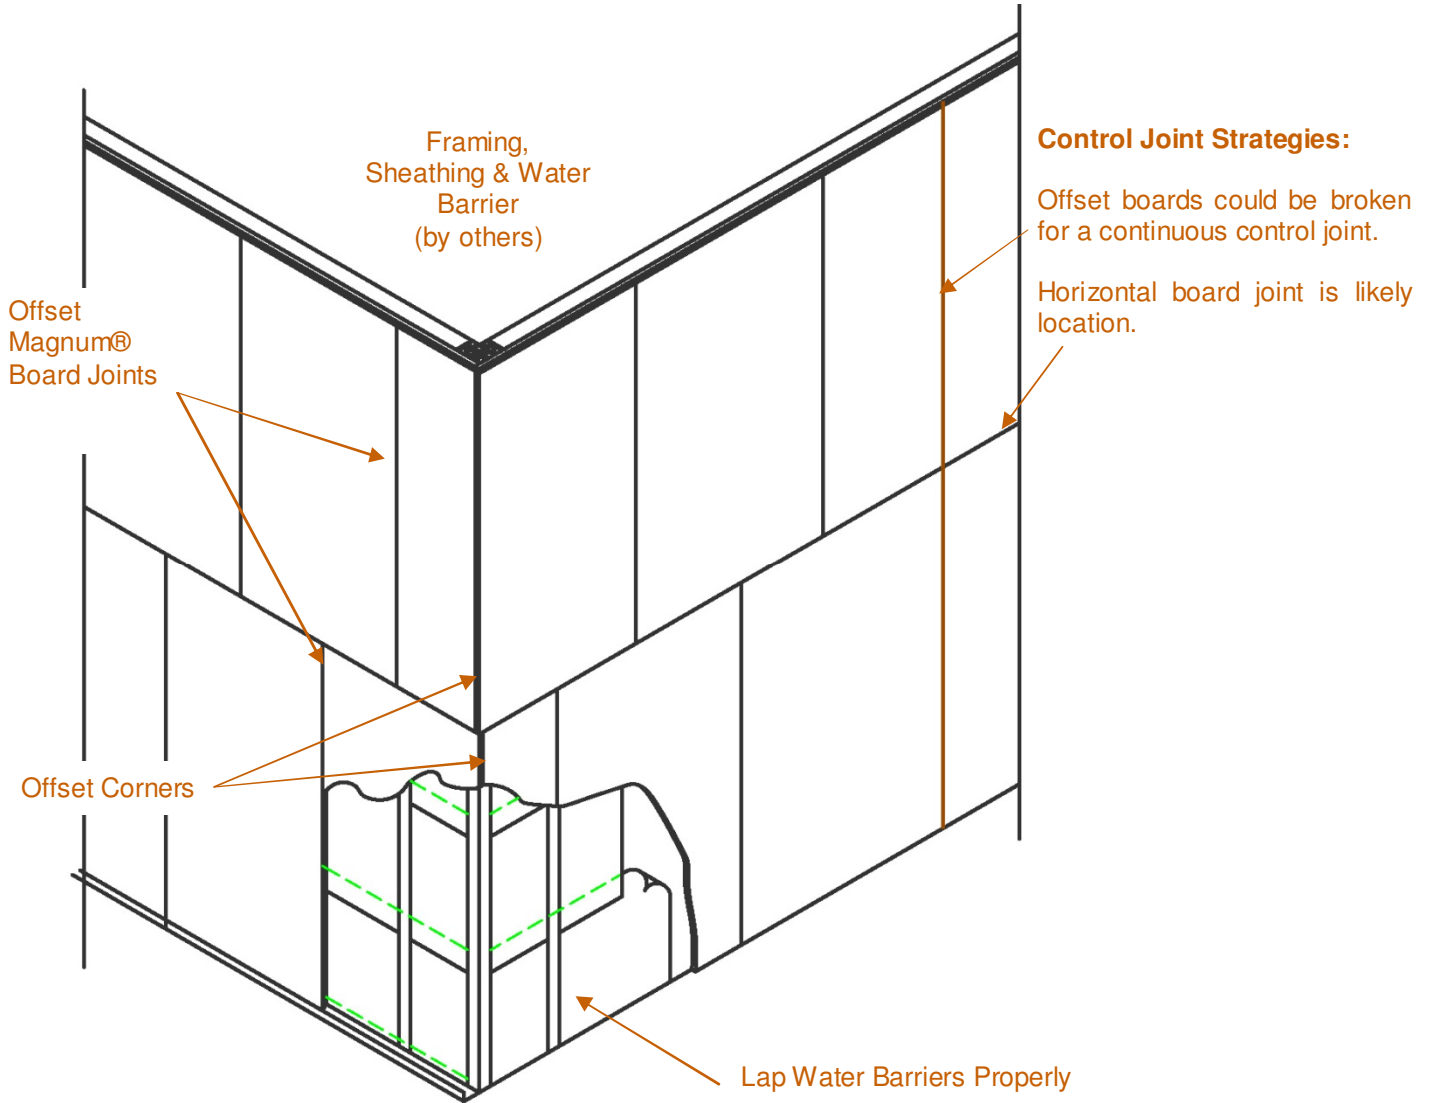 Framing,
Sheathing & Water
Barrier
(by others)
Control Joint Strategies:
Offset boards could be broken
for a continuous control joint.
Horizontal board joint is likely
location.
Offset
Magnum®
Board Joints
Offset Corners
Lap Water Barriers Properly